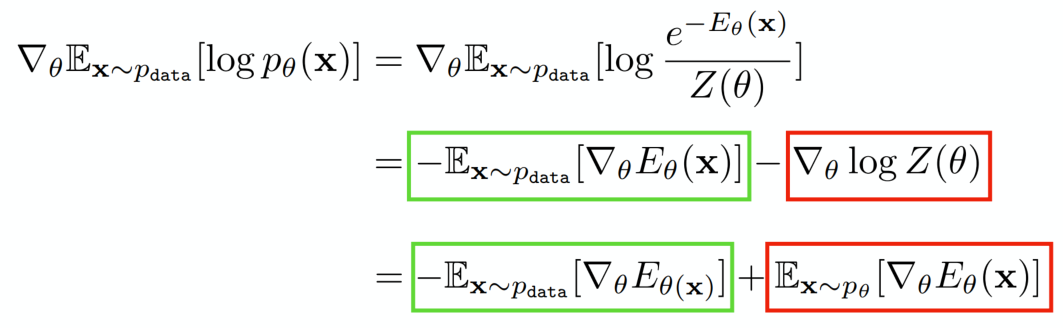 ∇_θ 𝔼_{𝐱∼p_data}[log p_θ(𝐱)] = ∇_θ 𝔼_{𝐱∼p_data}[log \frac{e^{−E_θ(𝐱)}}{Z(θ)}]
= −𝔼_{𝐱∼p_data}[∇_θ E_θ(𝐱)] − ∇_θ log Z(θ)
= −𝔼_{𝐱∼p_data}[∇_θ E_{θ(𝐱)}] + 𝔼_{𝐱∼p_θ}[∇_θ E_θ(𝐱)]